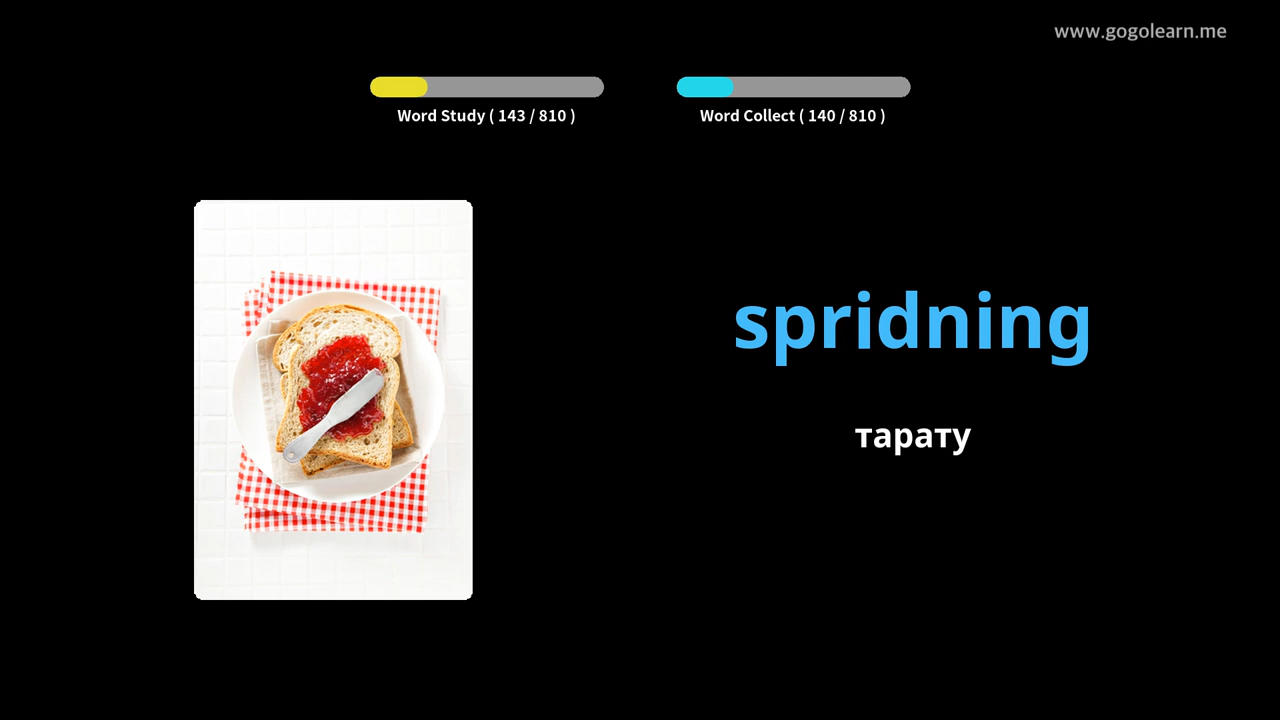 www.gogolearn.me
Word Study ( 143 / 810 )
Word Collect ( 140 / 810 )
spridning
тарату